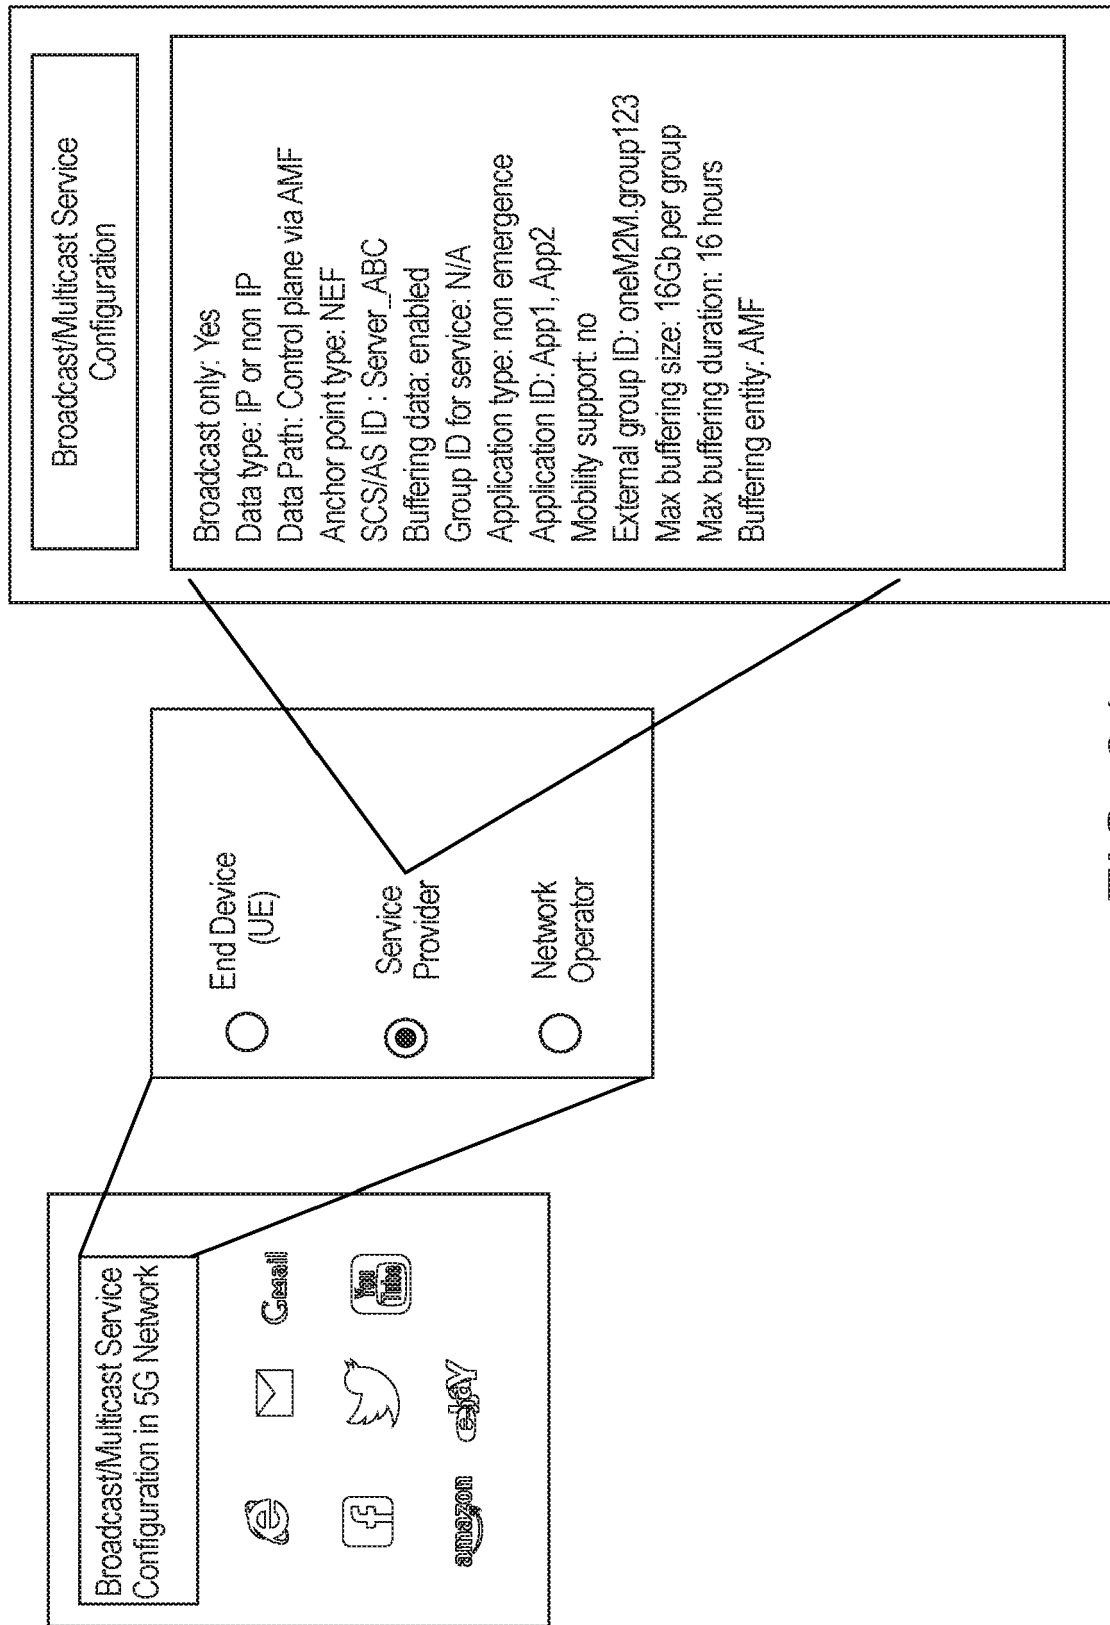 Broadcast/Multicast Service
Configuration in 5G Network
Gmail
You
Tube
amazon
ebay
End Device
(UE)
Service
Provider
Network
Operator
Broadcast/Multicast Service
Configuration
Broadcast only: Yes
Data type: IP or non IP
Data Path: Control plane via AMF
Anchor point type: NEF
SCS/AS ID : Server_ABC
Buffering data: enabled
Group ID for service: N/A
Application type: non emergence
Application ID: App1, App2
Mobility support: no
External group ID: oneM2M.group123
Max buffering size: 16Gb per group
Max buffering duration: 16 hours
Buffering entity: AMF